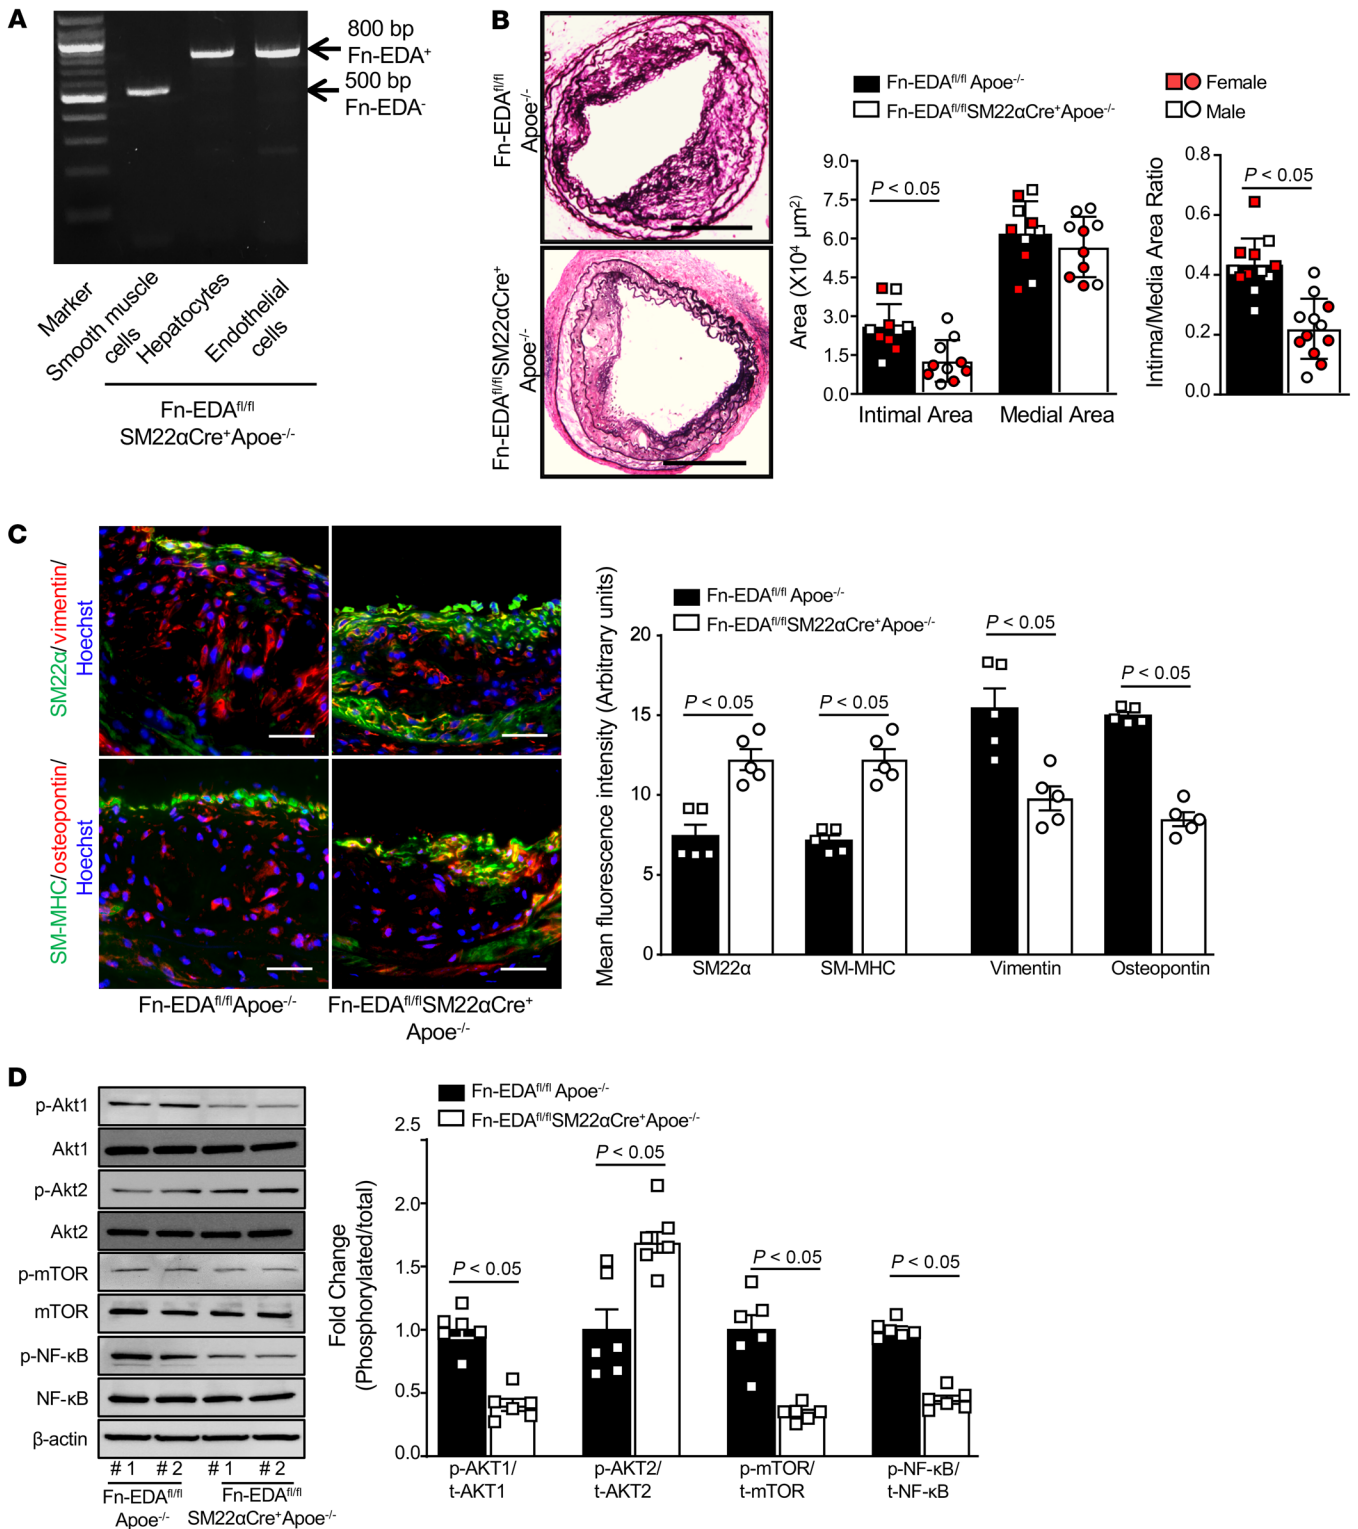 A
800 bp
Fn-EDA⁺
500 bp
Fn-EDA⁻
Marker
Smooth muscle
cells
Hepatocytes
Endothelial
cells
Fn-EDAfl/fl
SM22αCre⁺Apoe⁻/⁻
B
Fn-EDAfl/fl
Apoe⁻/⁻
Fn-EDAfl/flSM22αCre⁺
Apoe⁻/⁻
Fn-EDAfl/fl Apoe⁻/⁻
Fn-EDAfl/flSM22αCre⁺Apoe⁻/⁻
Female
Male
Area (X10⁴ µm²)
9.0
7.5
6.0
4.5
3.0
1.5
0.0
P < 0.05
Intimal Area
Medial Area
Intima/Media Area Ratio
0.8
0.6
0.4
0.2
0.0
P < 0.05
C
SM22α/vimentin/
Hoechst
SM-MHC/osteopontin/
Hoechst
Fn-EDAfl/flApoe⁻/⁻
Fn-EDAfl/flSM22αCre⁺
Apoe⁻/⁻
Fn-EDAfl/fl Apoe⁻/⁻
Fn-EDAfl/flSM22αCre⁺Apoe⁻/⁻
Mean fluorescence intensity (Arbitrary units)
20
15
10
5
0
P < 0.05
P < 0.05
P < 0.05
P < 0.05
SM22α
SM-MHC
Vimentin
Osteopontin
D
p-Akt1
Akt1
p-Akt2
Akt2
p-mTOR
mTOR
p-NF-κB
NF-κB
β-actin
# 1
# 2
# 1
# 2
Fn-EDAfl/fl
Apoe⁻/⁻
Fn-EDAfl/fl
SM22αCre⁺Apoe⁻/⁻
Fn-EDAfl/fl Apoe⁻/⁻
Fn-EDAfl/flSM22αCre⁺Apoe⁻/⁻
Fold Change
(Phosphorylated/total)
2.5
2.0
1.5
1.0
0.5
0.0
P < 0.05
P < 0.05
P < 0.05
P < 0.05
p-AKT1/
t-AKT1
p-AKT2/
t-AKT2
p-mTOR/
t-mTOR
p-NF-κB/
t-NF-κB